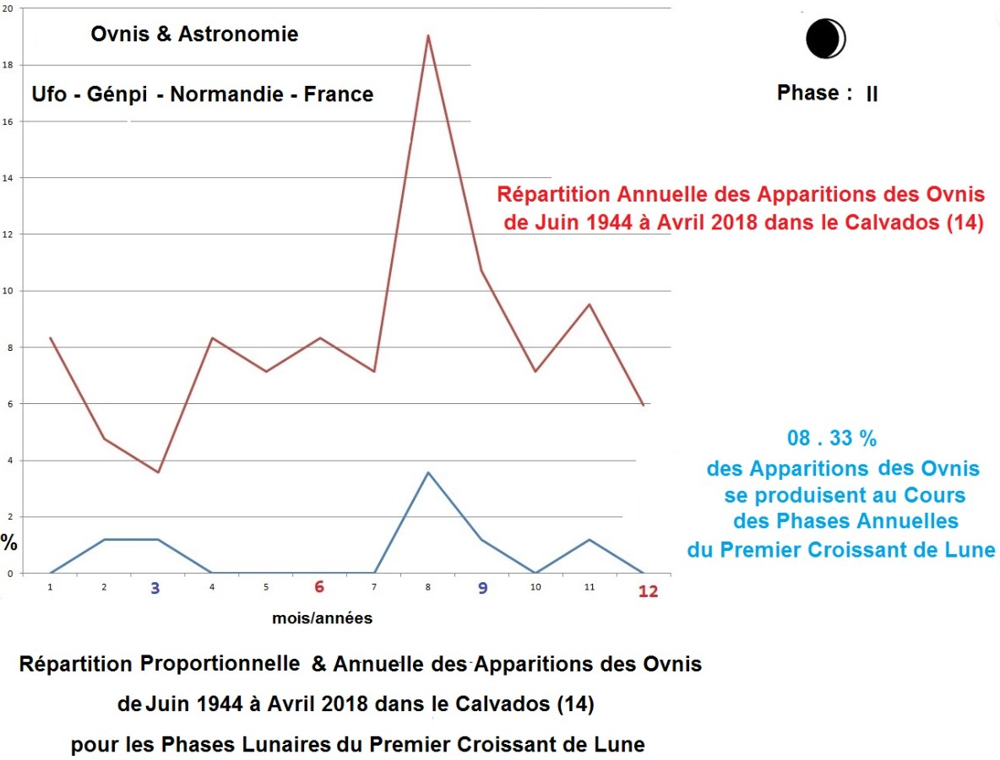 Ovnis & Astronomie
Ufo - Génpi - Normandie - France
Phase : II
Répartition Annuelle des Apparitions des Ovnis
de Juin 1944 à Avril 2018 dans le Calvados (14)
08 . 33 %
des Apparitions des Ovnis
se produisent au Cours
des Phases Annuelles
du Premier Croissant de Lune
20
18
16
14
12
10
8
6
4
2
0
%
1 2 3 4 5 6 7 8 9 10 11 12
mois/années
Répartition Proportionnelle & Annuelle des Apparitions des Ovnis
de Juin 1944 à Avril 2018 dans le Calvados (14)
pour les Phases Lunaires du Premier Croissant de Lune